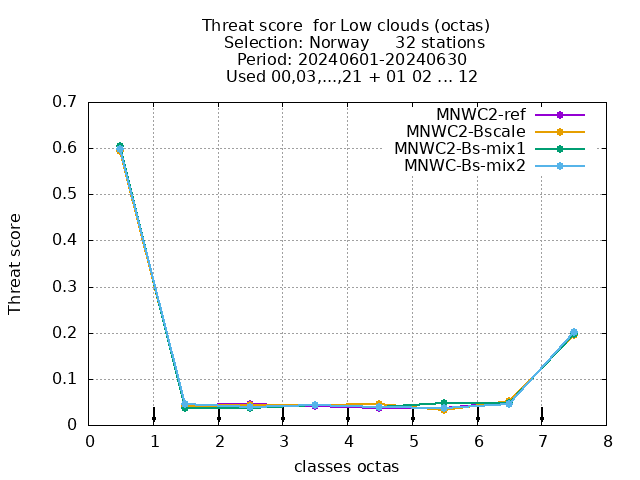 Threat score  for Low clouds (octas)
Selection: Norway     32 stations
Period: 20240601-20240630
Used 00,03,...,21 + 01 02 ... 12
MNWC2-ref
MNWC2-Bscale
MNWC2-Bs-mix1
MNWC-Bs-mix2
Threat score
0.7
0.6
0.5
0.4
0.3
0.2
0.1
0
0 1 2 3 4 5 6 7 8
classes octas